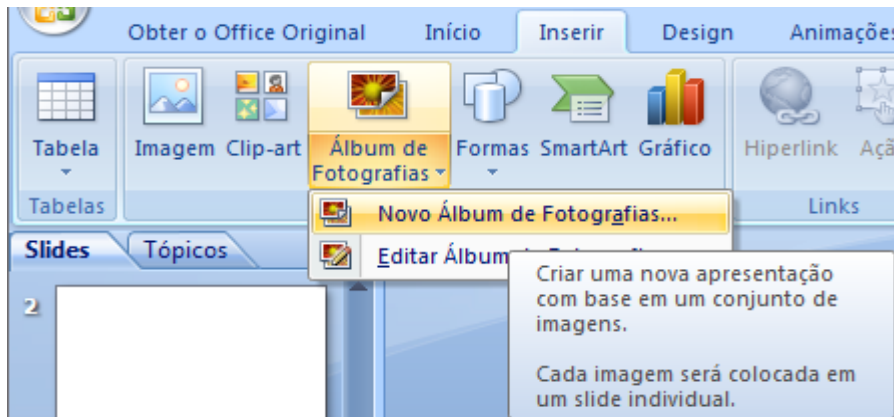 Obter o Office Original Início Inserir Design Animações
Tabela Imagem Clip-art Álbum de Fotografias Formas SmartArt Gráfico Hiperlink
Tabelas Links
Novo Álbum de Fotografias...
Editar Álbum
Slides Tópicos
Criar uma nova apresentação
com base em um conjunto de
imagens.
Cada imagem será colocada em
um slide individual.
2